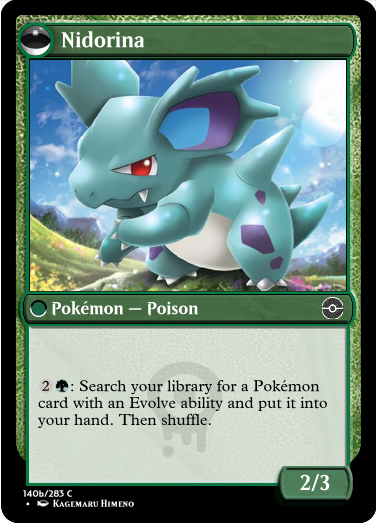 Nidorina
Pokémon — Poison
2 : Search your library for a Pokémon
card with an Evolve ability and put it into
your hand. Then shuffle.
2/3
140b/283 C
• Kagemaru Himeno